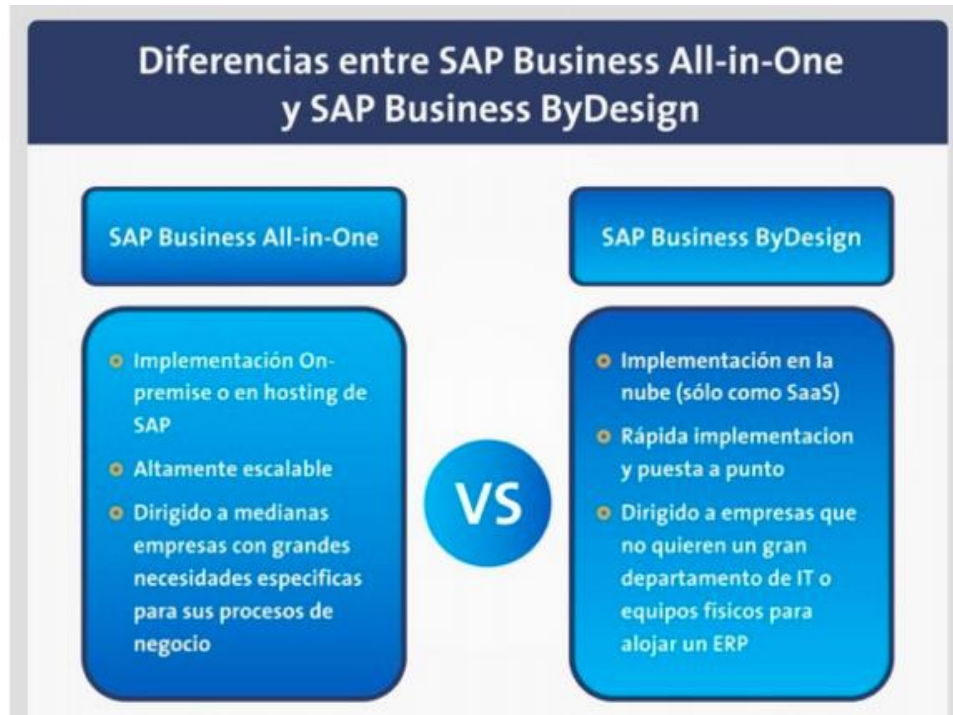 Diferencias entre SAP Business All-in-One
y SAP Business ByDesign
SAP Business All-in-One
Implementación On-
premise o en hosting de
SAP
Altamente escalable
Dirigido a medianas
empresas con grandes
necesidades especificas
para sus procesos de
negocio
VS
SAP Business ByDesign
Implementación en la
nube (sólo como SaaS)
Rápida implementacion
y puesta a punto
Dirigido a empresas que
no quieren un gran
departamento de IT o
equipos físicos para
alojar un ERP